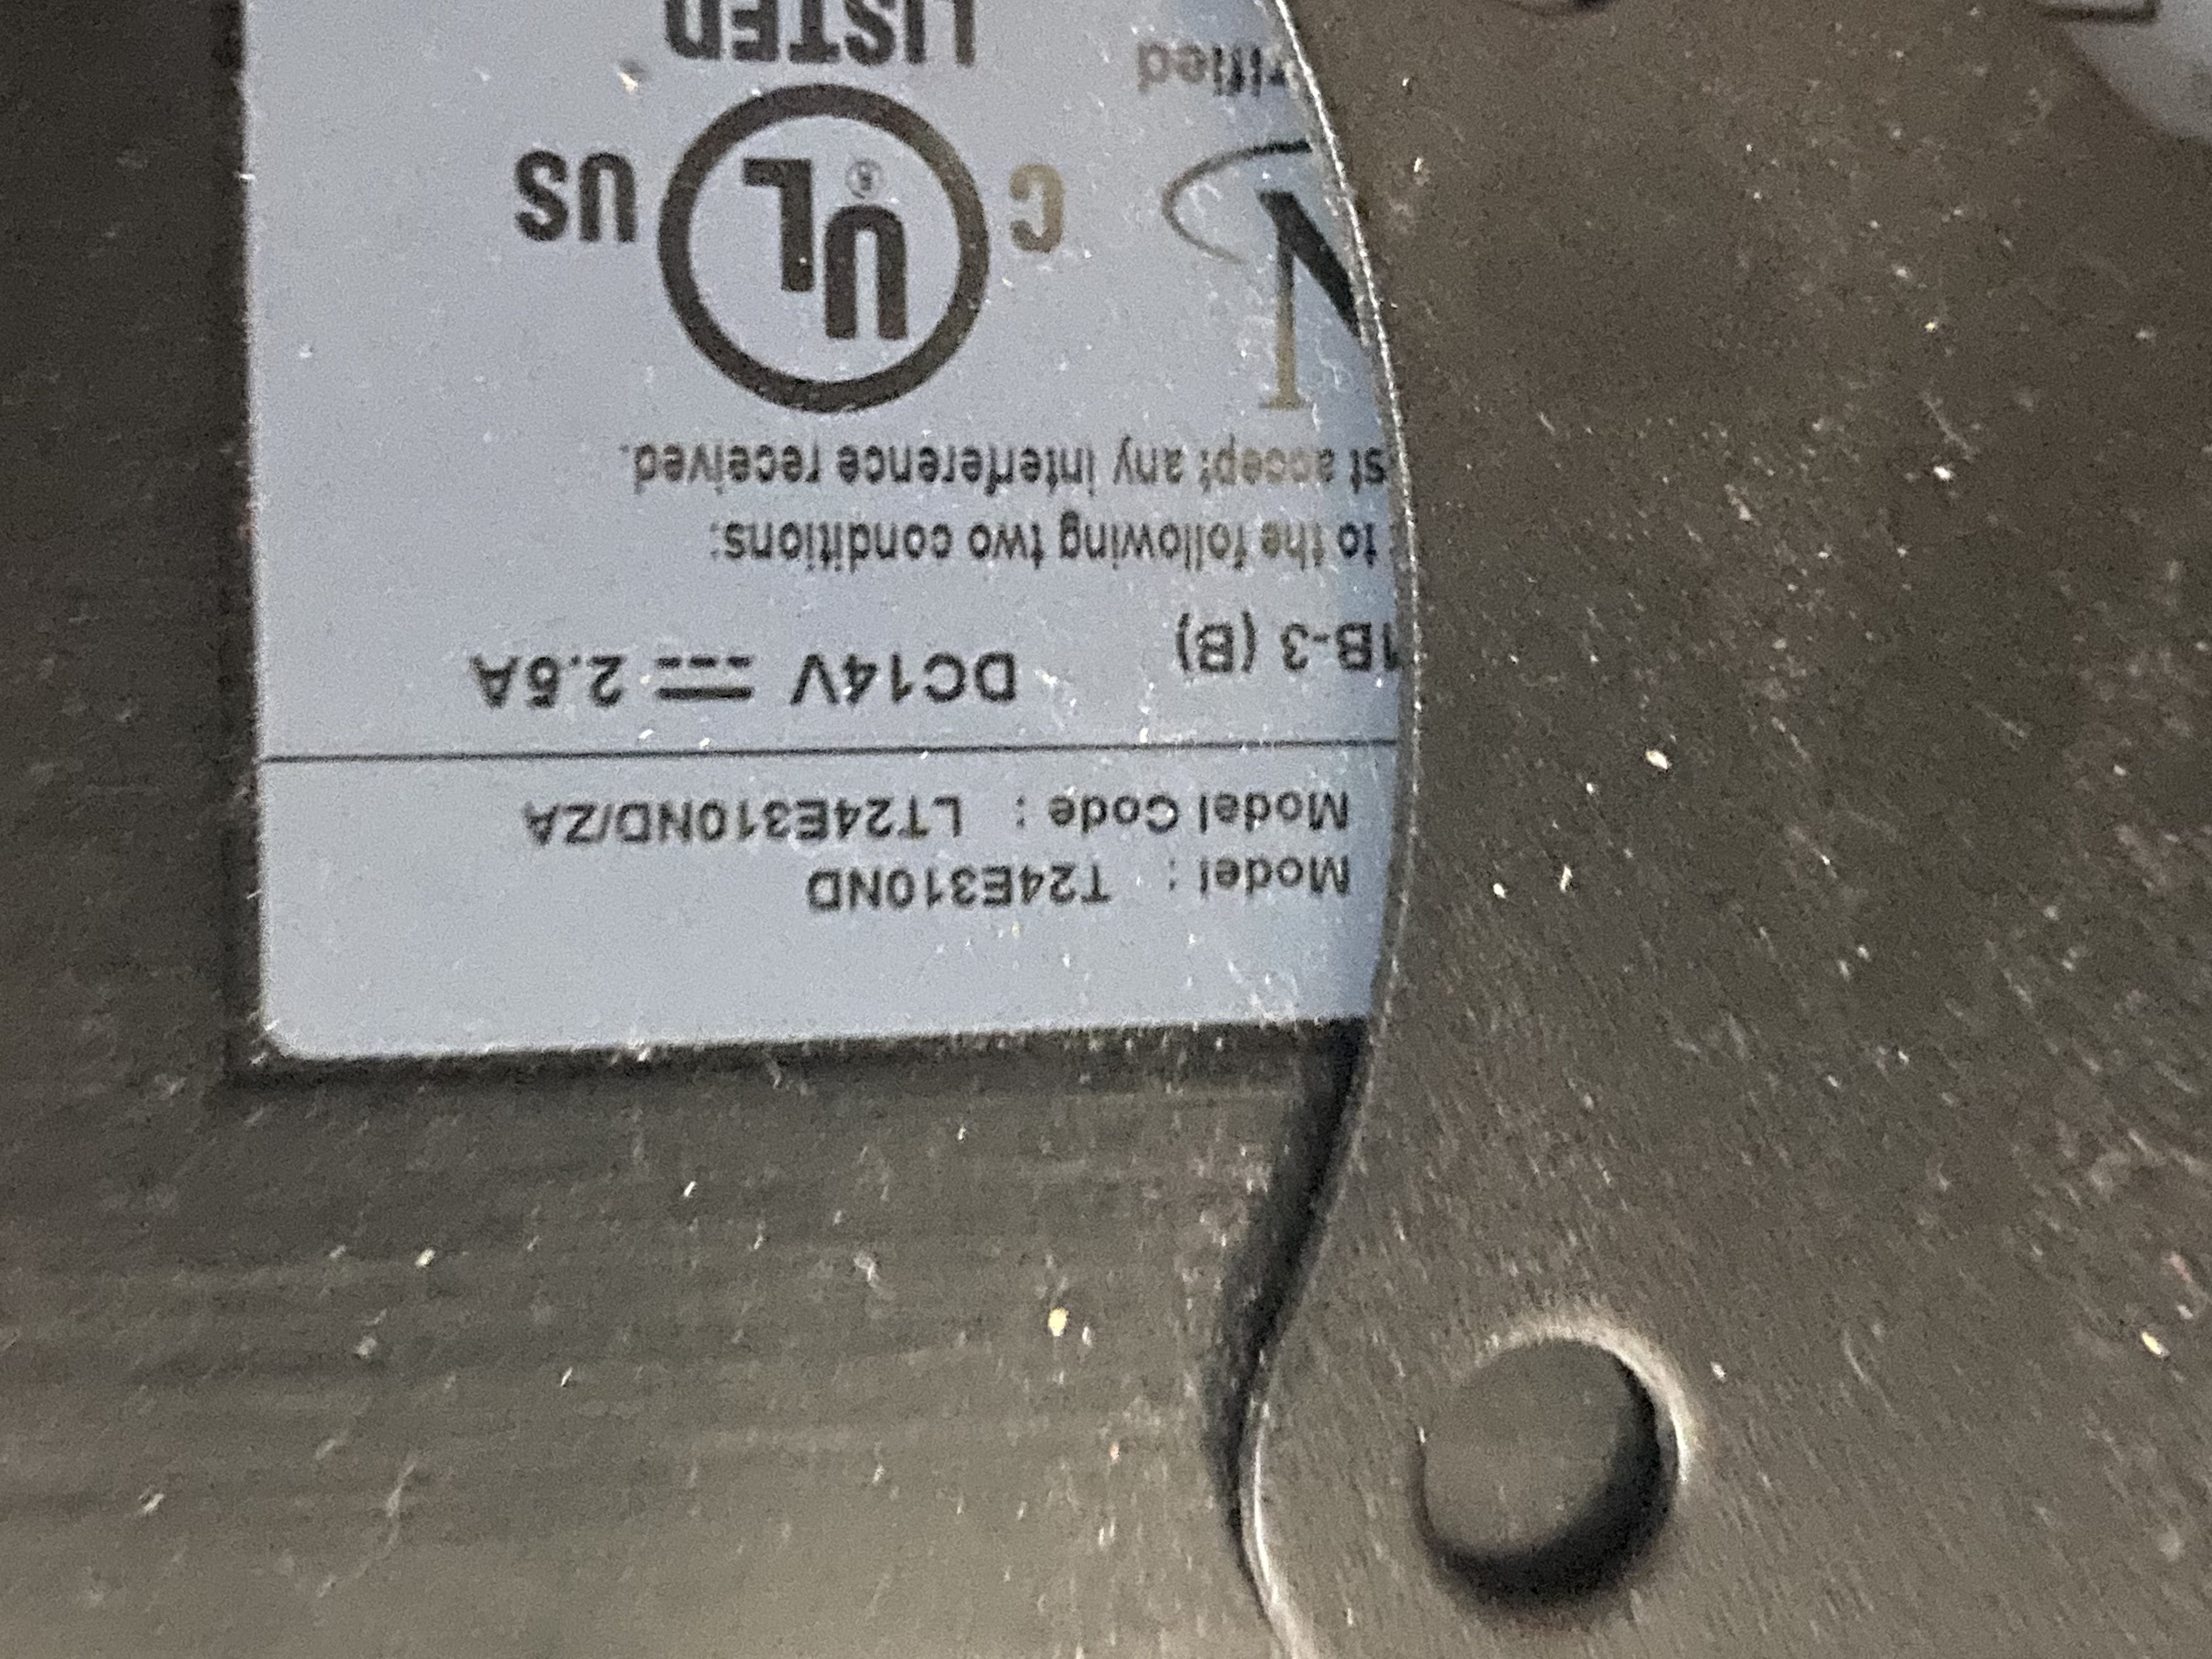 Model : T24E310ND
Model Code : LT24E310ND/ZA
1B-3 (B)
DC14V 2.5A
to the following two conditions:
st accept any interference received.
N
C UL® US
rified
LISTED